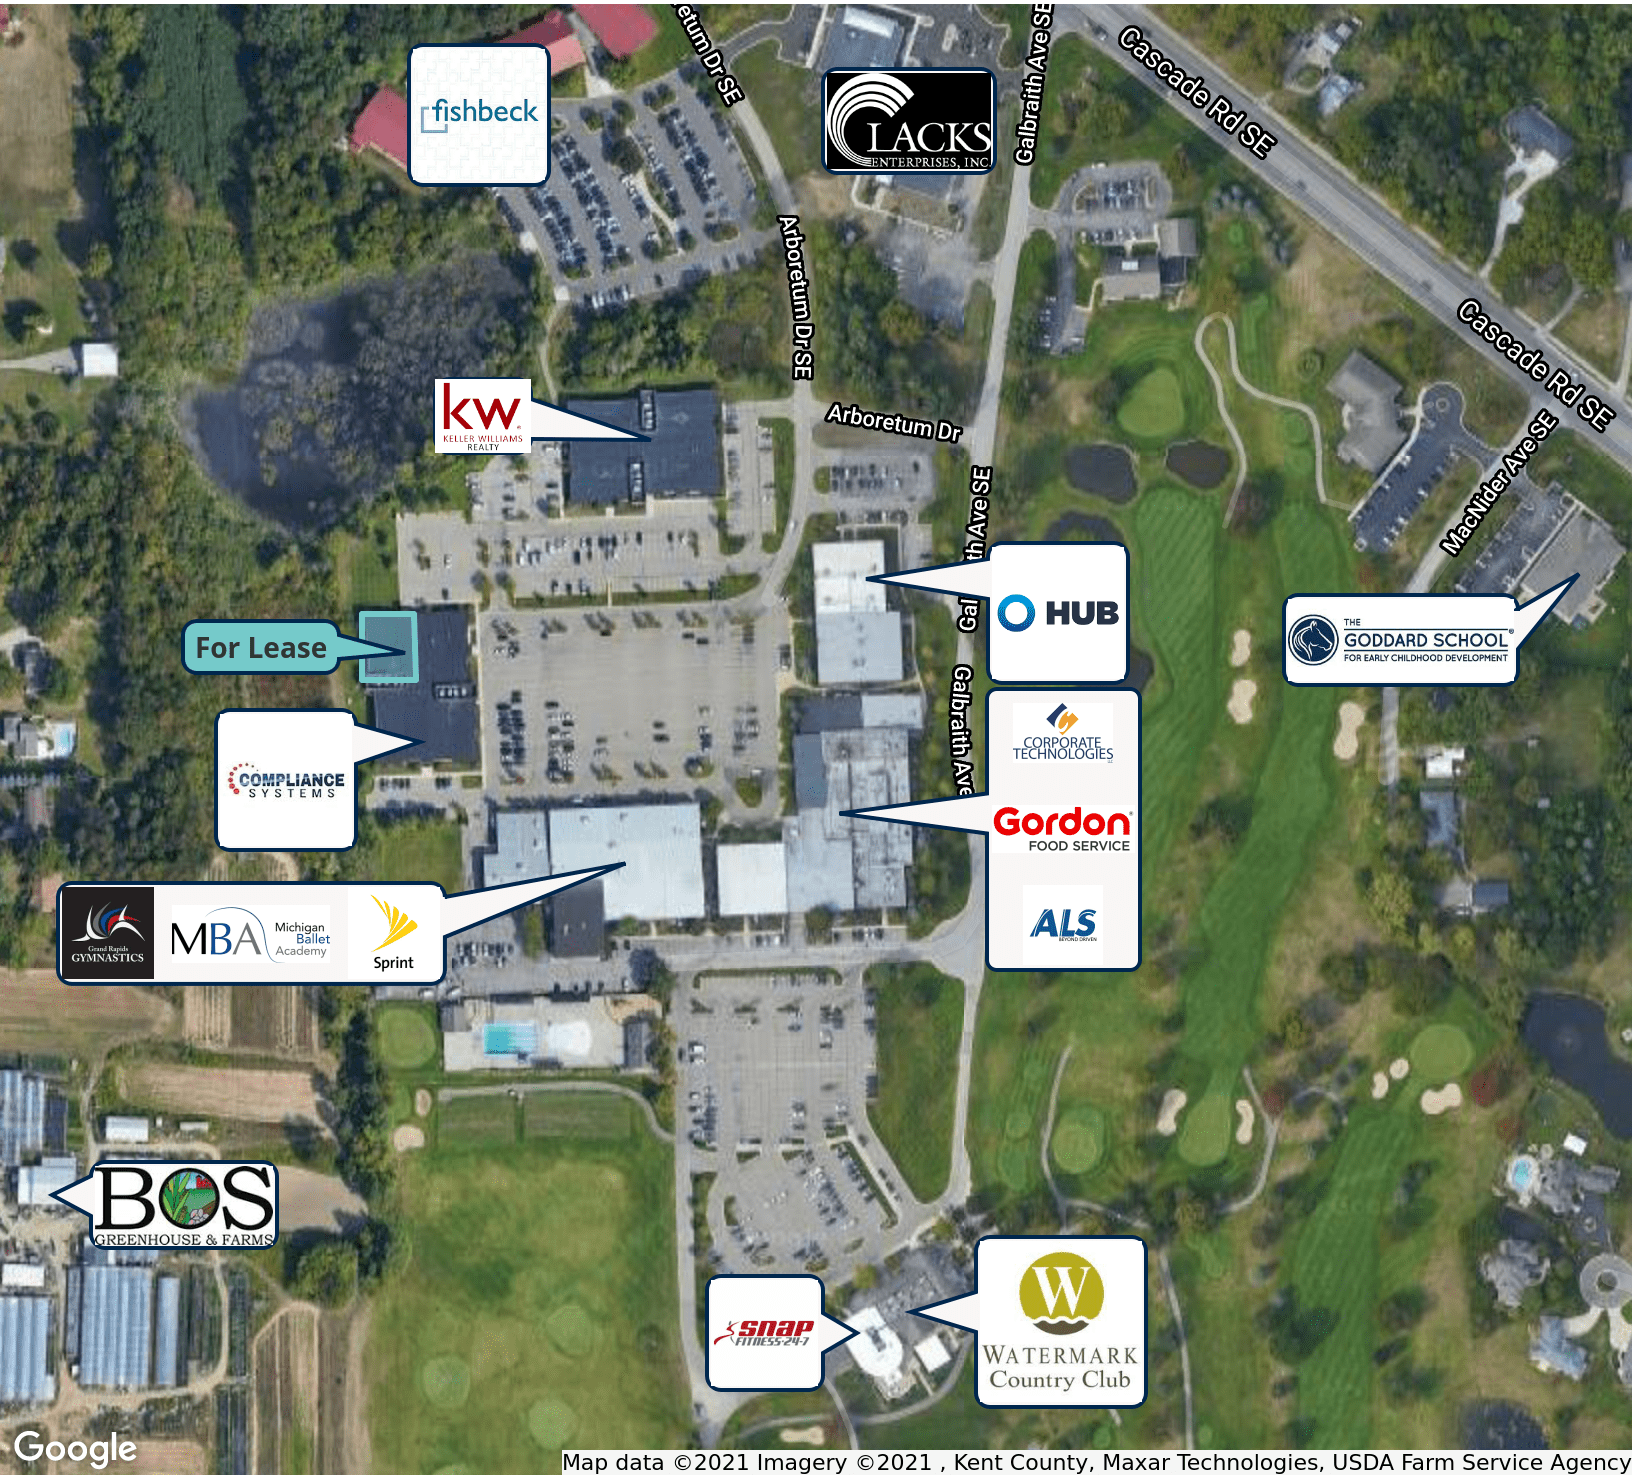 etum Dr SE
Galbraith Ave SE
Cascade Rd SE
fishbeck
LACKS
ENTERPRISES, INC
Arboretum Dr SE
Cascade Rd SE
kw
KELLER WILLIAMS
REALTY
Arboretum Dr
MacNider Ave SE
Gal
th Ave SE
HUB
THE
GODDARD SCHOOL®
FOR EARLY CHILDHOOD DEVELOPMENT
For Lease
Galbraith Ave
CORPORATE
TECHNOLOGIES
COMPLIANCE
SYSTEMS
Gordon
FOOD SERVICE
ALS
BEYOND DRIVEN
Grand Rapids
GYMNASTICS
MBA
Michigan
Ballet
Academy
Sprint
BOS
GREENHOUSE & FARMS
W
WATERMARK
Country Club
SNAP
FITNESS-24-7
Google
Map data ©2021 Imagery ©2021 , Kent County, Maxar Technologies, USDA Farm Service Agency